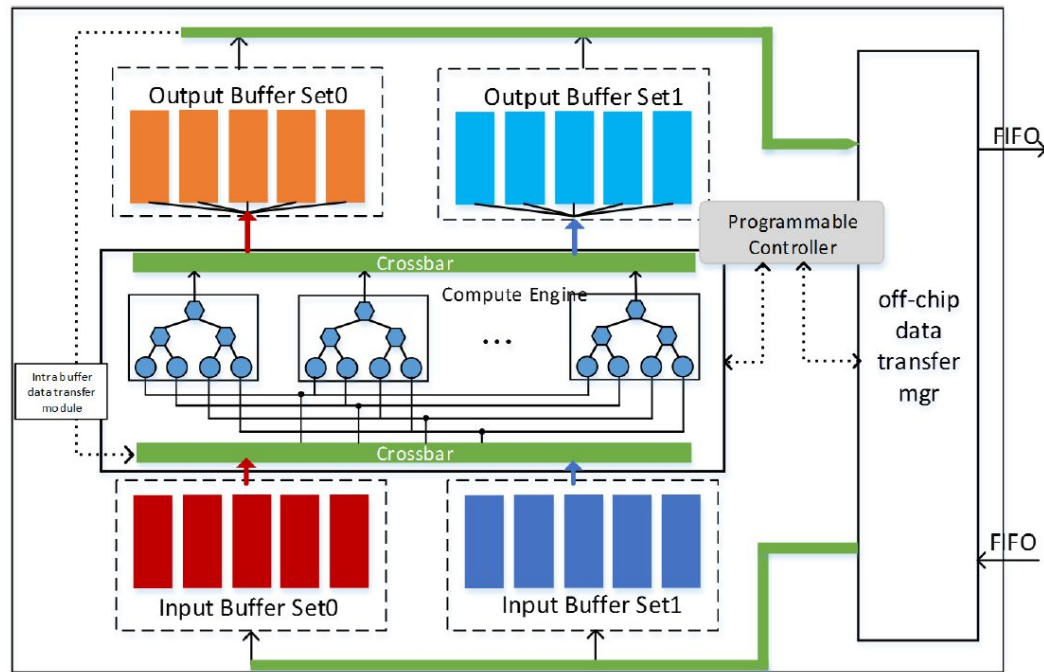 Output Buffer Set0
Output Buffer Set1
FIFO
Programmable
Controller
Crossbar
Compute Engine
...
off-chip
data
transfer
mgr
Intra buffer
data transfer
module
Crossbar
FIFO
Input Buffer Set0
Input Buffer Set1